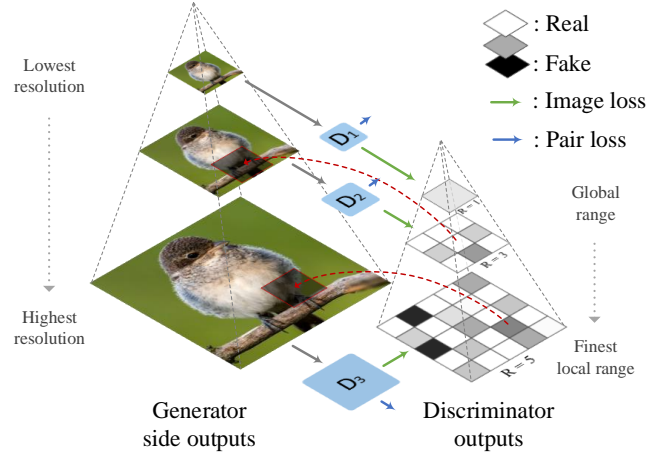 Lowest
resolution
Highest
resolution
: Real
: Fake
: Image loss
: Pair loss
D1
D2
D3
R =
R = 3
R = 5
Global
range
Finest
local range
Generator
side outputs
Discriminator
outputs